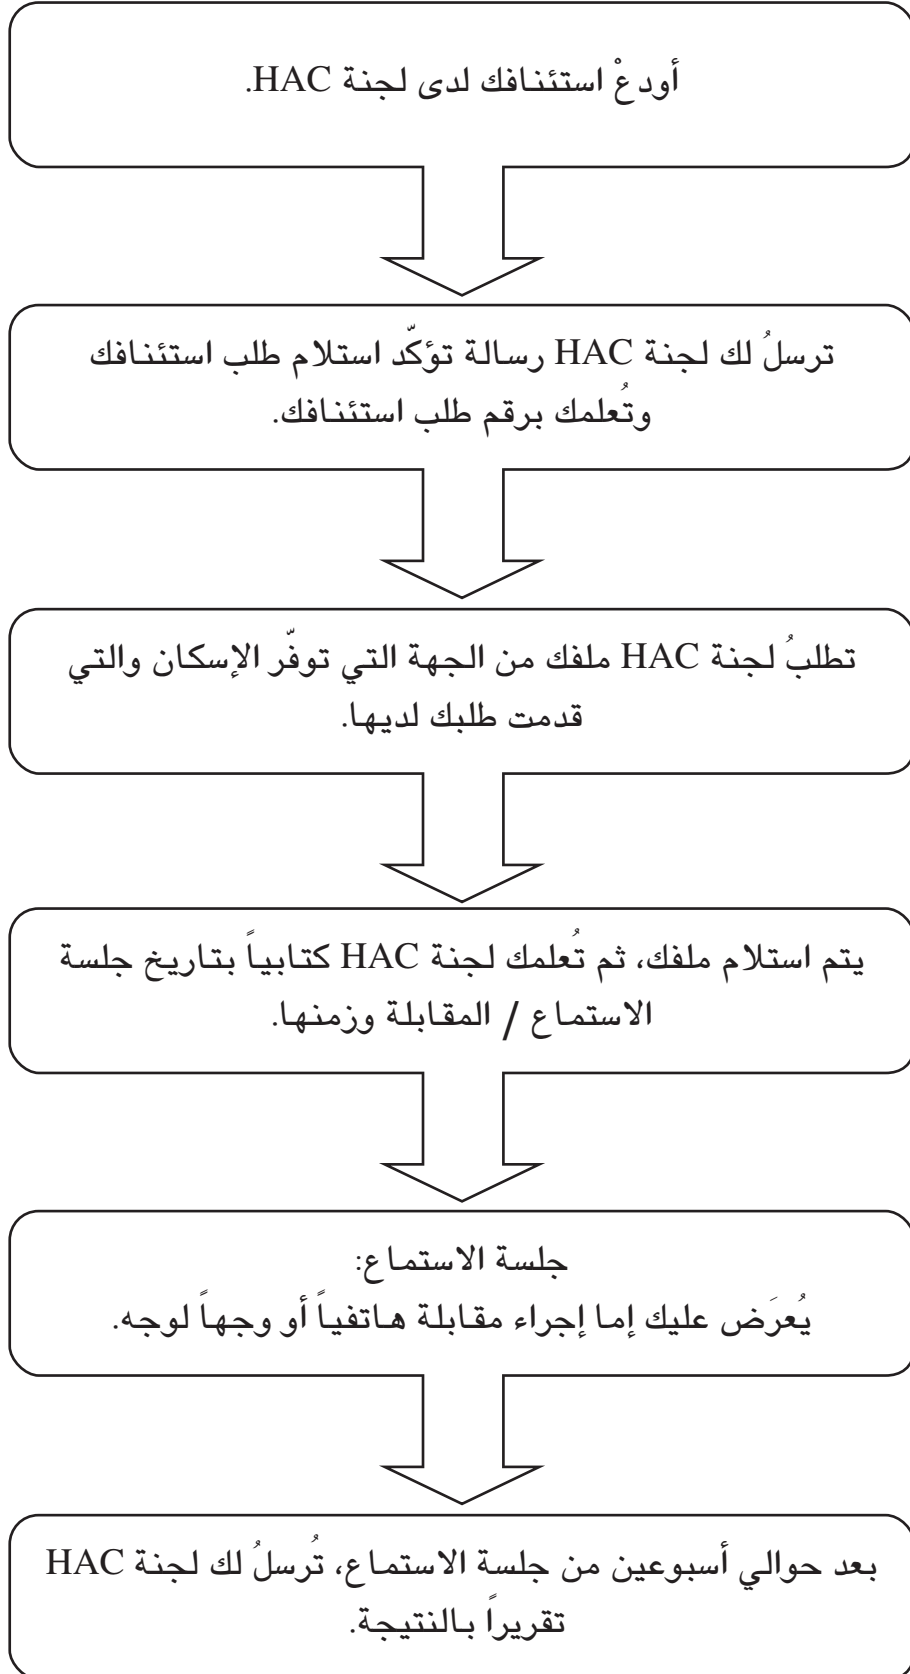 أودعْ استئنافك لدى لجنة HAC.
ترسلُ لك لجنة HAC رسالة تؤكّد استلام طلب استئنافك
وتُعلمك برقم طلب استئنافك.
تطلبُ لجنة HAC ملفك من الجهة التي توفّر الإسكان والتي
قدمت طلبك لديها.
يتم استلام ملفك، ثم تُعلمك لجنة HAC كتابياً بتاريخ جلسة
الاستماع / المقابلة وزمنها.
جلسة الاستماع:
يُعرَض عليك إما إجراء مقابلة هاتفياً أو وجهاً لوجه.
بعد حوالي أسبوعين من جلسة الاستماع، تُرسلُ لك لجنة HAC
تقريراً بالنتيجة.